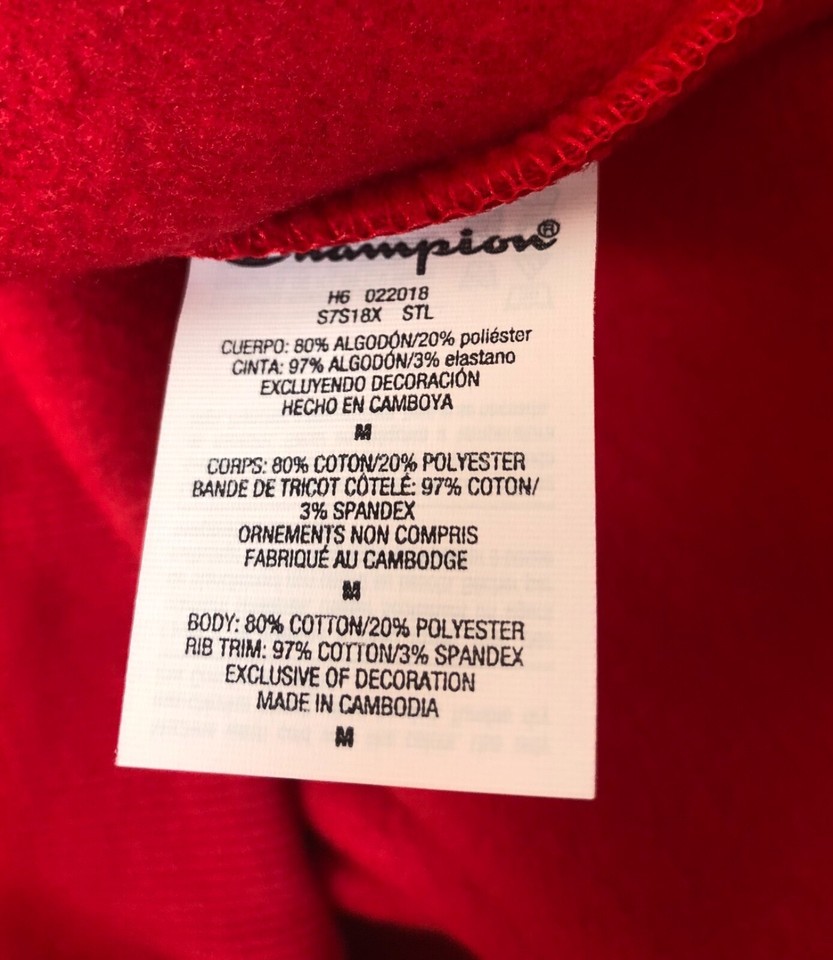 Champion®
H6 022018
S7S18X STL
CUERPO: 80% ALGODÓN/20% poliéster
CINTA: 97% ALGODÓN/3% elastano
EXCLUYENDO DECORACIÓN
HECHO EN CAMBOYA
M
CORPS: 80% COTON/20% POLYESTER
BANDE DE TRICOT CÔTELÉ: 97% COTON/
3% SPANDEX
ORNEMENTS NON COMPRIS
FABRIQUÉ AU CAMBODGE
M
BODY: 80% COTTON/20% POLYESTER
RIB TRIM: 97% COTTON/3% SPANDEX
EXCLUSIVE OF DECORATION
MADE IN CAMBODIA
M